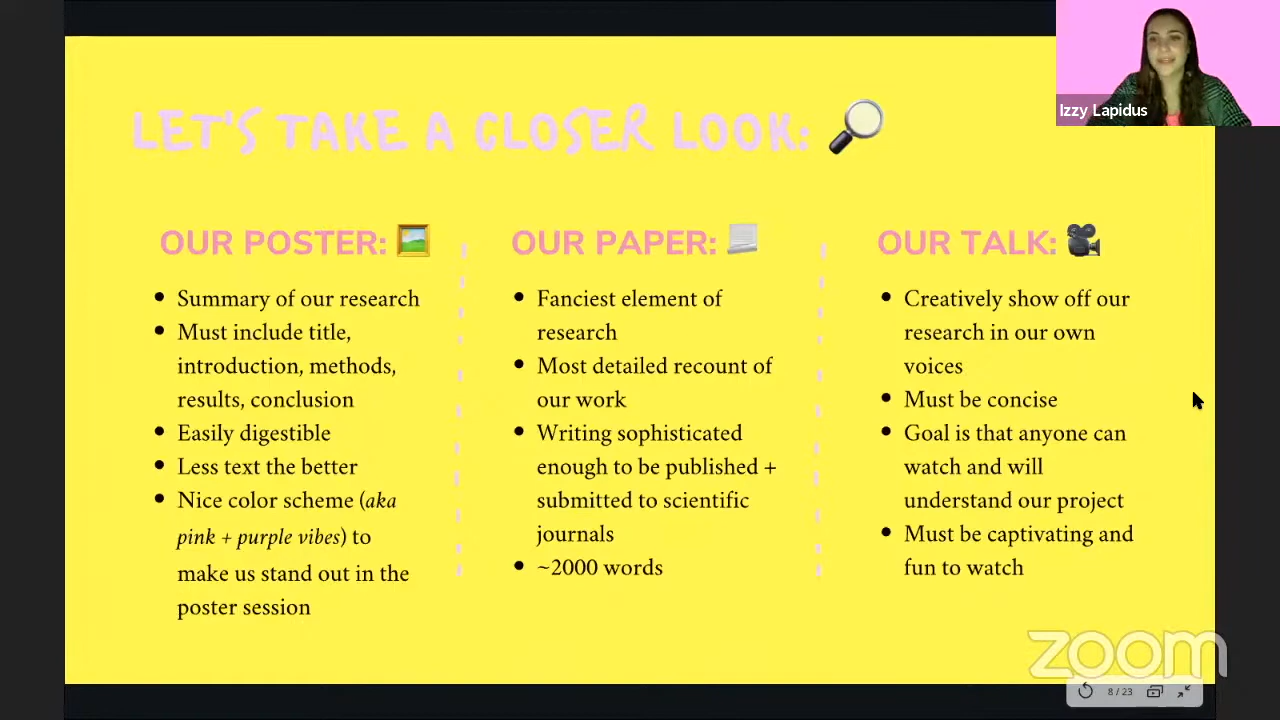 Izzy Lapidus
LET'S TAKE A CLOSER LOOK:
OUR POSTER:
• Summary of our research
• Must include title,
introduction, methods,
results, conclusion
• Easily digestible
• Less text the better
• Nice color scheme (aka
pink + purple vibes) to
make us stand out in the
poster session
OUR PAPER:
• Fanciest element of
research
• Most detailed recount of
our work
• Writing sophisticated
enough to be published +
submitted to scientific
journals
• ~2000 words
OUR TALK:
• Creatively show off our
research in our own
voices
• Must be concise
• Goal is that anyone can
watch and will
understand our project
• Must be captivating and
fun to watch
zoom
8 / 23